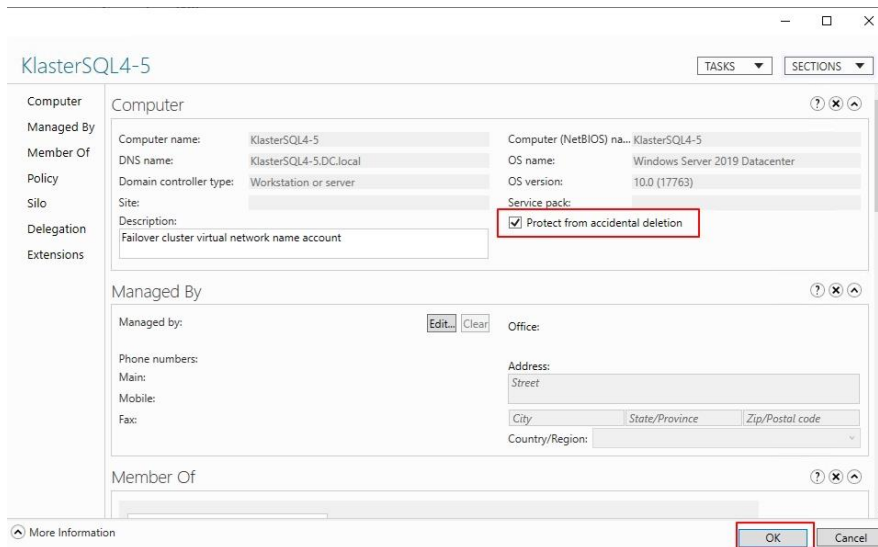 KlasterSQL4-5
TASKS
SECTIONS
Computer
Managed By
Member Of
Policy
Silo
Delegation
Extensions
Computer
Computer name: KlasterSQL4-5
Computer (NetBIOS) na... KlasterSQL4-5
DNS name: KlasterSQL4-5.DC.local
OS name: Windows Server 2019 Datacenter
Domain controller type: Workstation or server
OS version: 10.0 (17763)
Site:
Service pack:
Description:
Failover cluster virtual network name account
Protect from accidental deletion
Managed By
Managed by:
Edit...
Clear
Office:
Phone numbers:
Main:
Mobile:
Fax:
Address:
Street
City
State/Province
Zip/Postal code
Country/Region:
Member Of
More Information
OK
Cancel